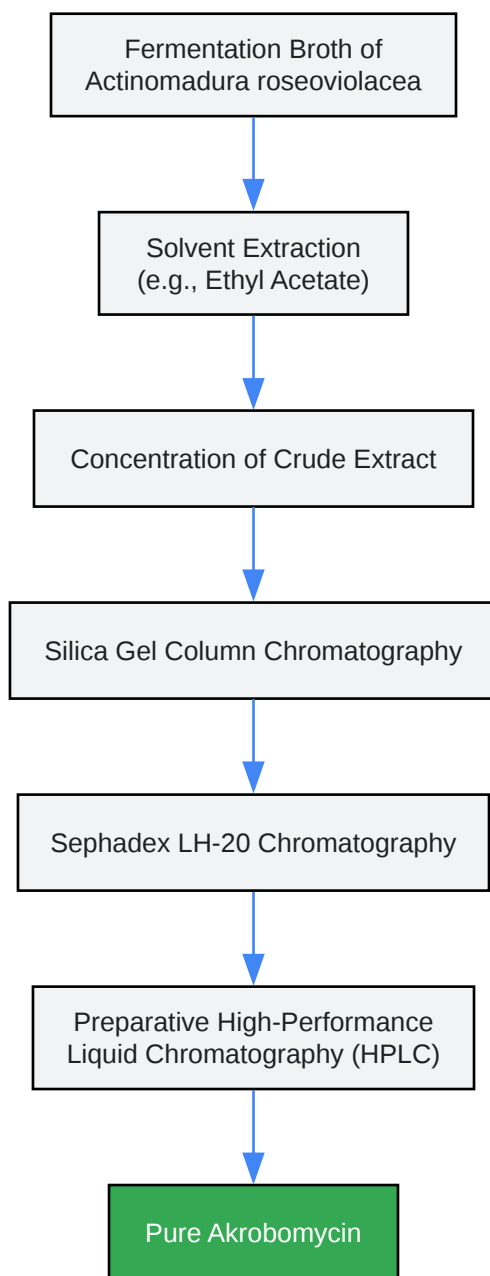 Fermentation Broth of
Actinomadura roseoviolacea
Solvent Extraction
(e.g., Ethyl Acetate)
Concentration of Crude Extract
Silica Gel Column Chromatography
Sephadex LH-20 Chromatography
Preparative High-Performance
Liquid Chromatography (HPLC)
Pure Akrobomycin